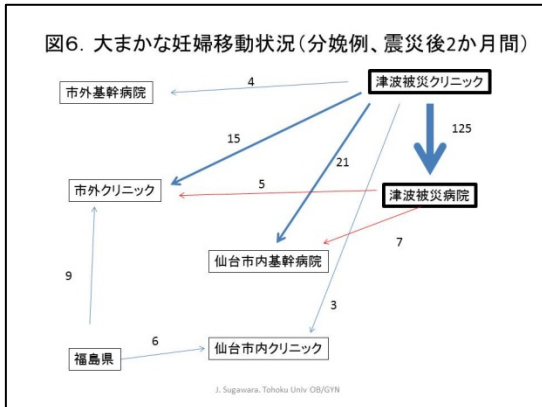 図6. 大まかな妊婦移動状況(分娩例、震災後2か月間)
市外基幹病院
4
津波被災クリニック
15
21
125
市外クリニック
5
津波被災病院
仙台市内基幹病院
7
9
3
福島県
6
仙台市内クリニック
J. Sugawara. Tohoku Univ OB/GYN